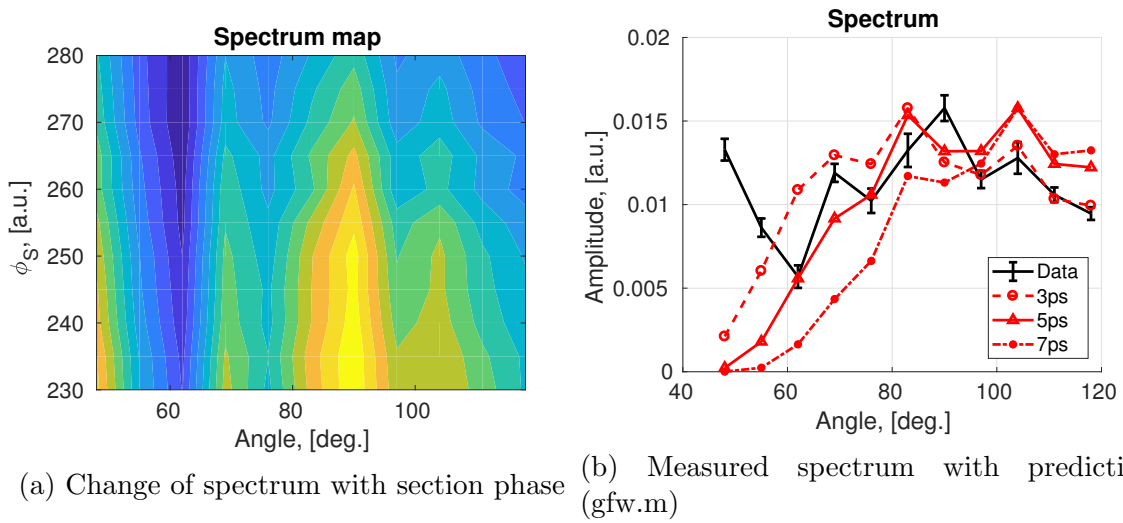 Spectrum map
280
270
260
250
240
230
ϕS, [a.u.]
60
80
100
Angle, [deg.]
(a) Change of spectrum with section phase
Spectrum
0.02
0.015
0.01
0.005
0
Amplitude, [a.u.]
Data
3ps
5ps
7ps
40
60
80
100
120
Angle, [deg.]
(b) Measured spectrum with predicti
(gfw.m)